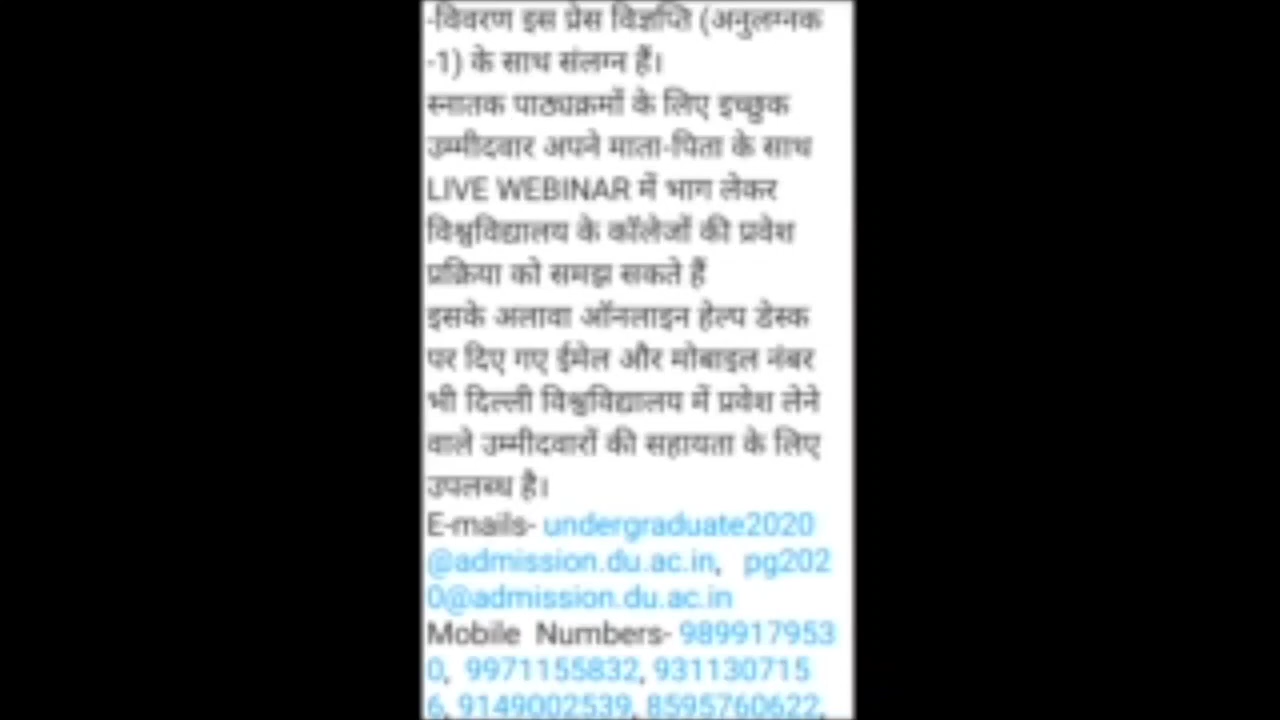 -विवरण इस प्रेस विज्ञप्ति (अनुलग्नक
-1) के साथ संलग्न हैं।
स्नातक पाठ्यक्रमों के लिए इच्छुक
उम्मीदवार अपने माता-पिता के साथ
LIVE WEBINAR में भाग लेकर
विश्वविद्यालय के कॉलेजों की प्रवेश
प्रक्रिया को समझ सकते हैं
इसके अलावा ऑनलाइन हेल्प डेस्क
पर दिए गए ईमेल और मोबाइल नंबर
भी दिल्ली विश्वविद्यालय में प्रवेश लेने
वाले उम्मीदवारों की सहायता के लिए
उपलब्ध है।
E-mails- undergraduate2020
@admission.du.ac.in, pg202
0@admission.du.ac.in
Mobile Numbers- 989917953
0, 9971155832, 931130715
6, 9149002539, 8595760622,